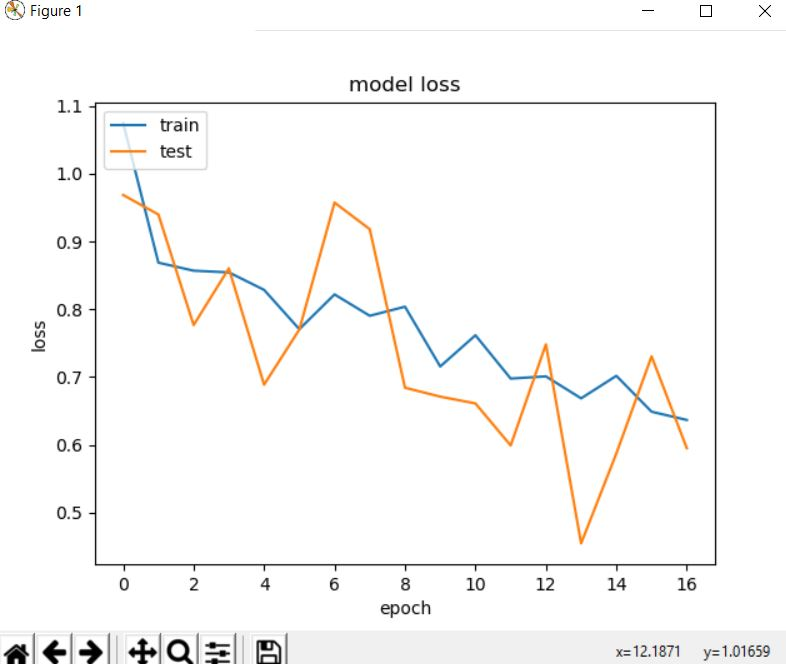 Figure 1
model loss
train
test
1.1
1.0
0.9
0.8
0.7
0.6
0.5
loss
0 2 4 6 8 10 12 14 16
epoch
x=12.1871 y=1.01659